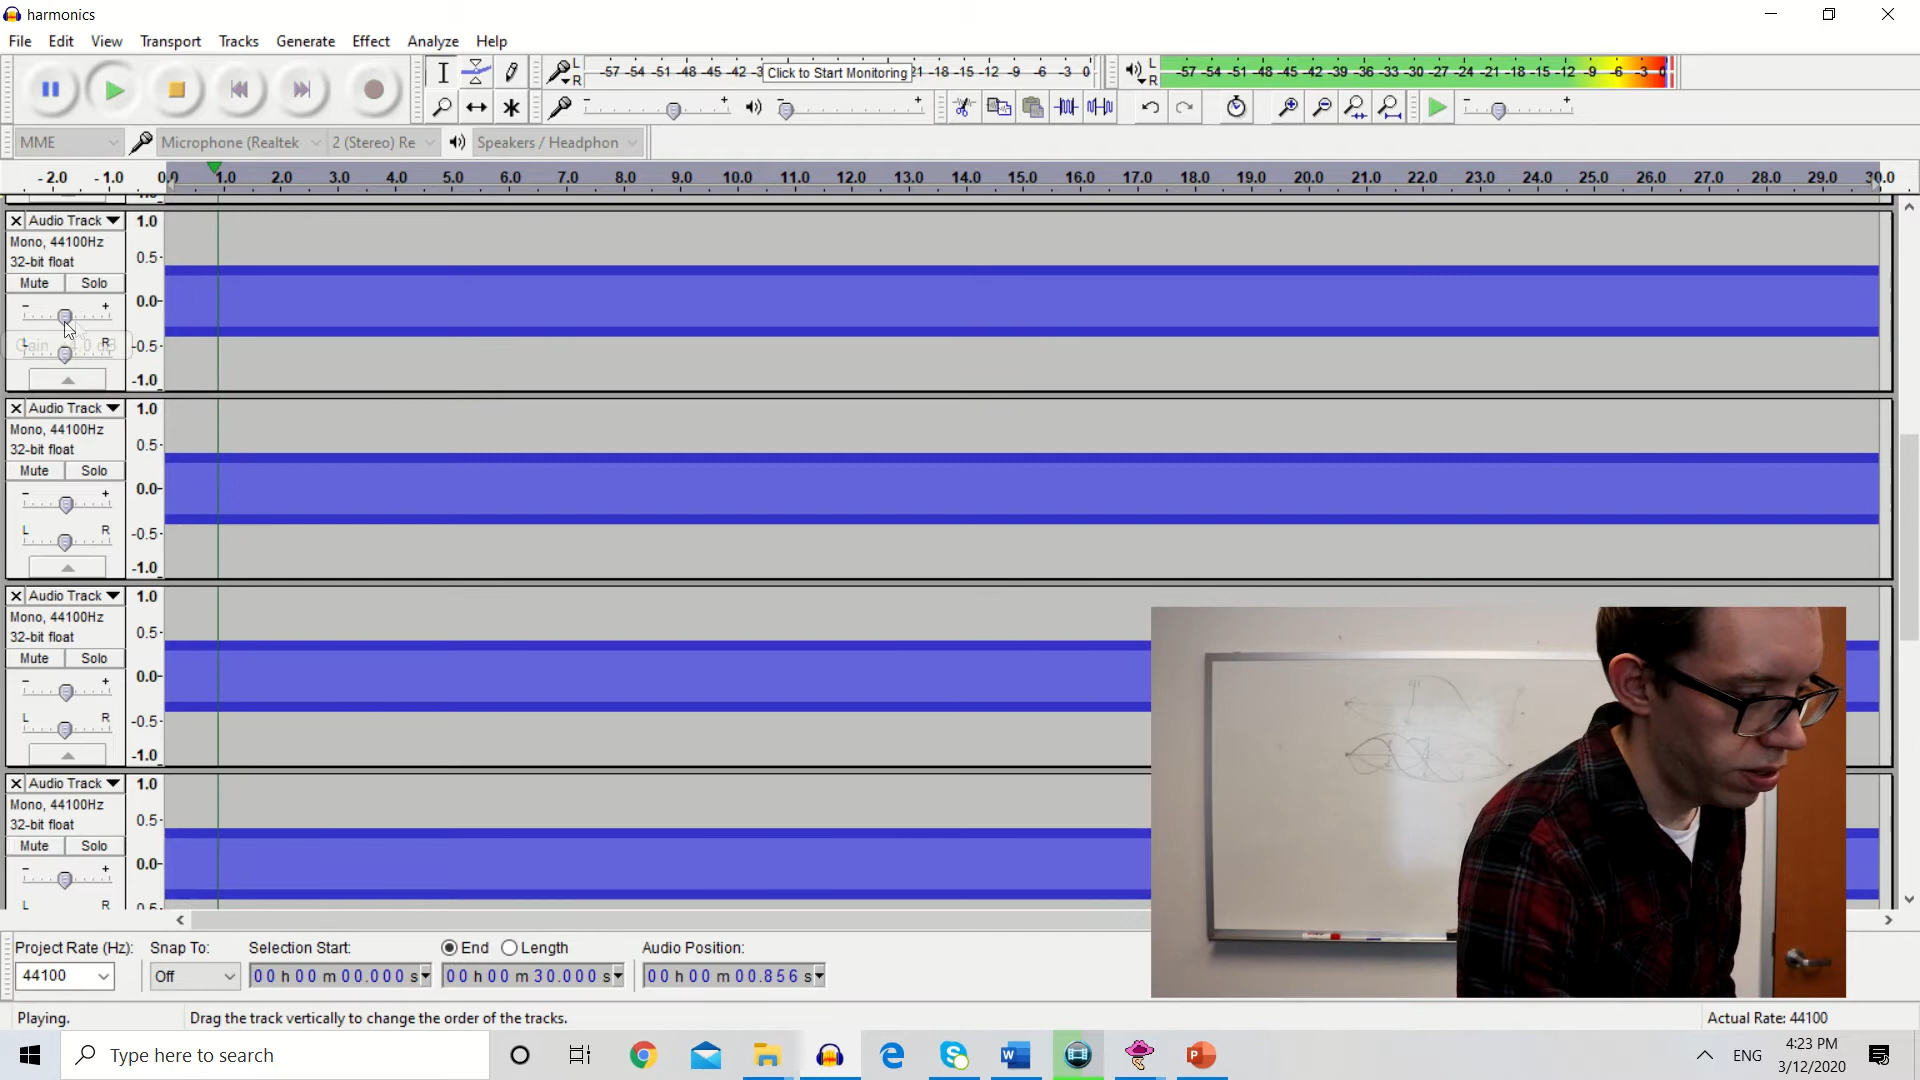 harmonics
File Edit View Transport Tracks Generate Effect Analyze Help
L R -57 -54 -51 -48 -45 -42 -3 Click to Start Monitoring 21 -18 -15 -12 -9 -6 -3 0 L R -57 -54 -51 -48 -45 -42 -39 -36 -33 -30 -27 -24 -21 -18 -15 -12 -9 -6 -3 0
MME Microphone (Realtek 2 (Stereo) Re Speakers / Headphon
-2.0 -1.0 0.0 1.0 2.0 3.0 4.0 5.0 6.0 7.0 8.0 9.0 10.0 11.0 12.0 13.0 14.0 15.0 16.0 17.0 18.0 19.0 20.0 21.0 22.0 23.0 24.0 25.0 26.0 27.0 28.0 29.0 30.0
Audio Track 1.0
Mono, 44100Hz
32-bit float 0.5
Mute Solo
0.0
L R -0.5
-1.0
Audio Track 1.0
Mono, 44100Hz
32-bit float 0.5
Mute Solo
0.0
L R -0.5
-1.0
Audio Track 1.0
Mono, 44100Hz
32-bit float 0.5
Mute Solo
0.0
L R -0.5
-1.0
Audio Track 1.0
Mono, 44100Hz
32-bit float 0.5
Mute Solo
0.0
L R
Project Rate (Hz): Snap To: Selection Start: End Length Audio Position:
44100 Off 00 h 00 m 00.000 s 00 h 00 m 30.000 s 00 h 00 m 00.856 s
Playing. Drag the track vertically to change the order of the tracks. Actual Rate: 44100
Type here to search ENG 4:23 PM
3/12/2020